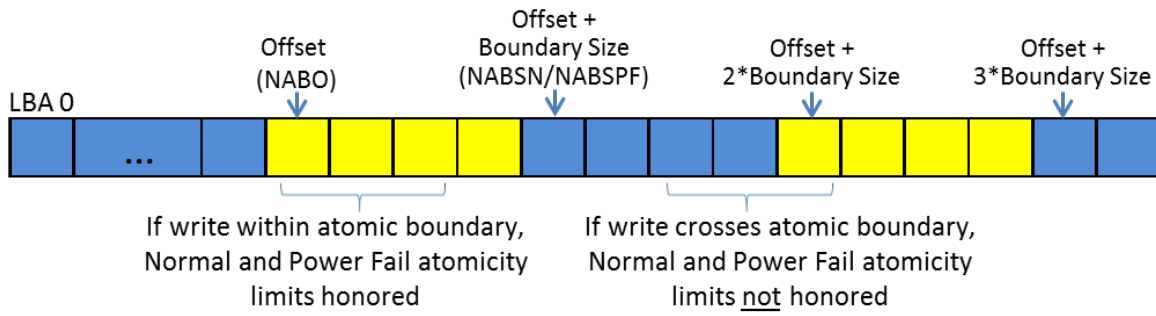 Offset
(NABO)
Offset +
Boundary Size
(NABSN/NABSPF)
Offset +
2*Boundary Size
Offset +
3*Boundary Size
LBA 0
...
If write within atomic boundary,
Normal and Power Fail atomicity
limits honored
If write crosses atomic boundary,
Normal and Power Fail atomicity
limits not honored